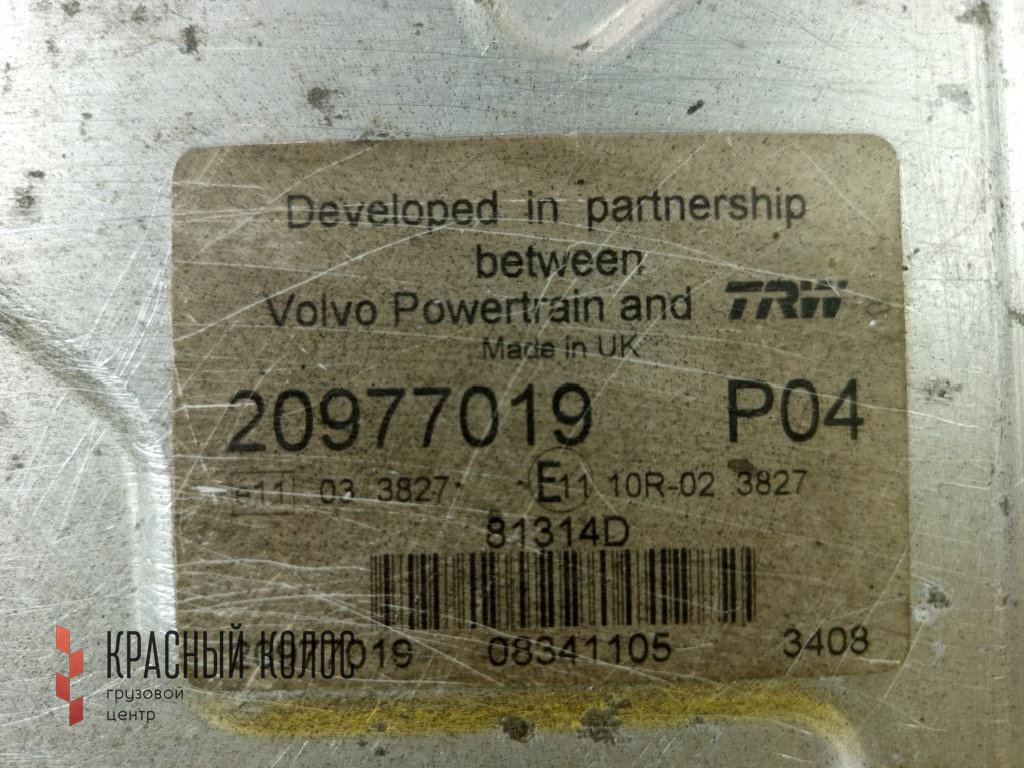 Developed in partnership
between
Volvo Powertrain and TRW
Made in UK
20977019 P04
e11 03 3827 E11 10R-02 3827
81314D
08341105 3408
КРАСНЫЙ КОЛОС
грузовой
центр